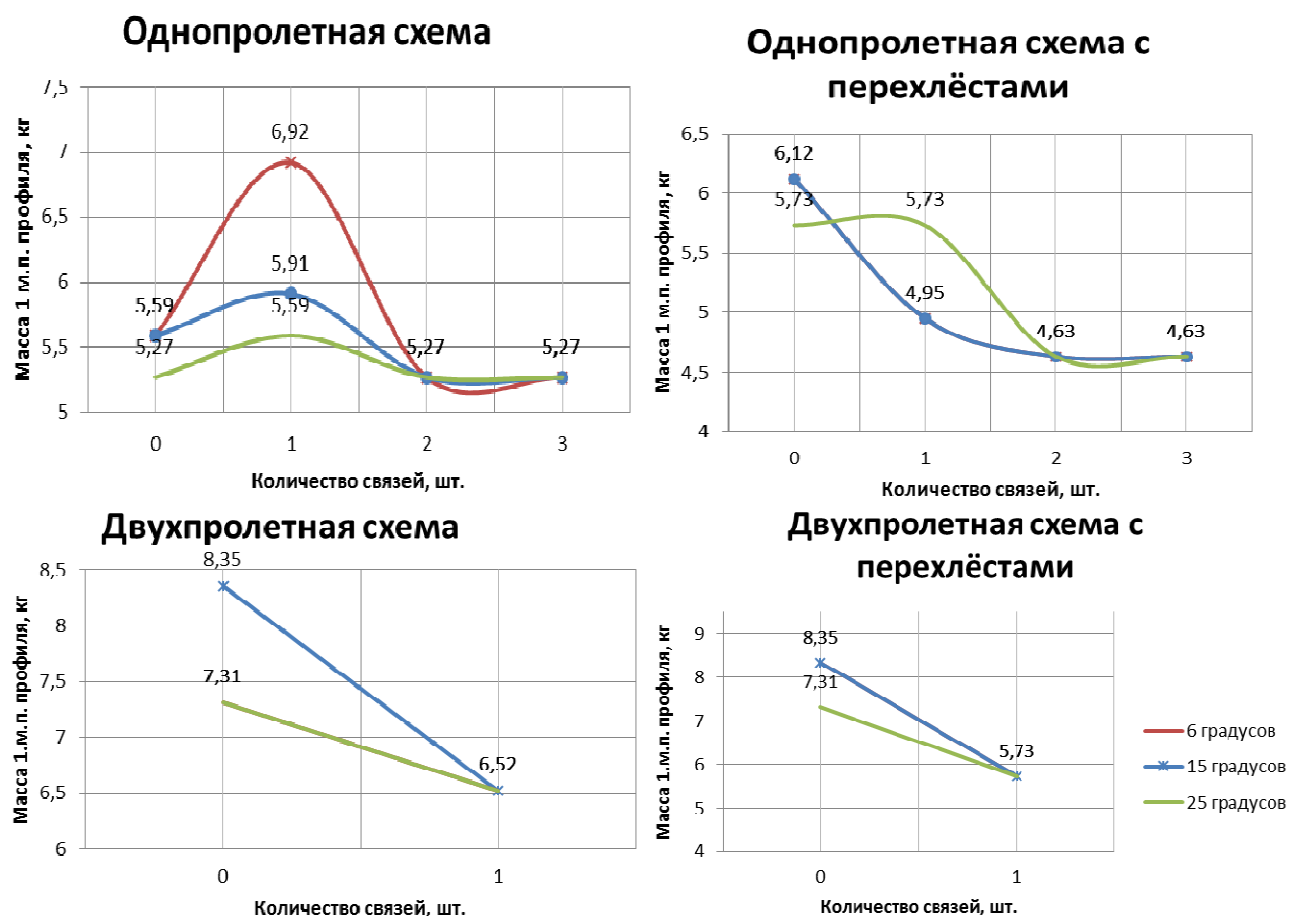 Однопролетная схема
Масса 1 м.п. профиля, кг
7,5
7
6,5
6
5,5
5
6,92
5,91
5,59
5,59
5,27
5,27
5,27
0 1 2 3
Количество связей, шт.
Однопролетная схема с
перехлёстами
Масса 1 м.п. профиля, кг
6,5
6
5,5
5
4,5
4
6,12
5,73
5,73
4,95
4,63
4,63
0 1 2 3
Количество связей, шт.
Двухпролетная схема
Масса 1.м.п. профиля, кг
8,5
8
7,5
7
6,5
6
8,35
7,31
6,52
0 1
Количество связей, шт.
Двухпролетная схема с
перехлёстами
Масса 1.м.п. профиля, кг
9
8
7
6
5
4
8,35
7,31
5,73
0 1
Количество связей, шт.
6 градусов
15 градусов
25 градусов